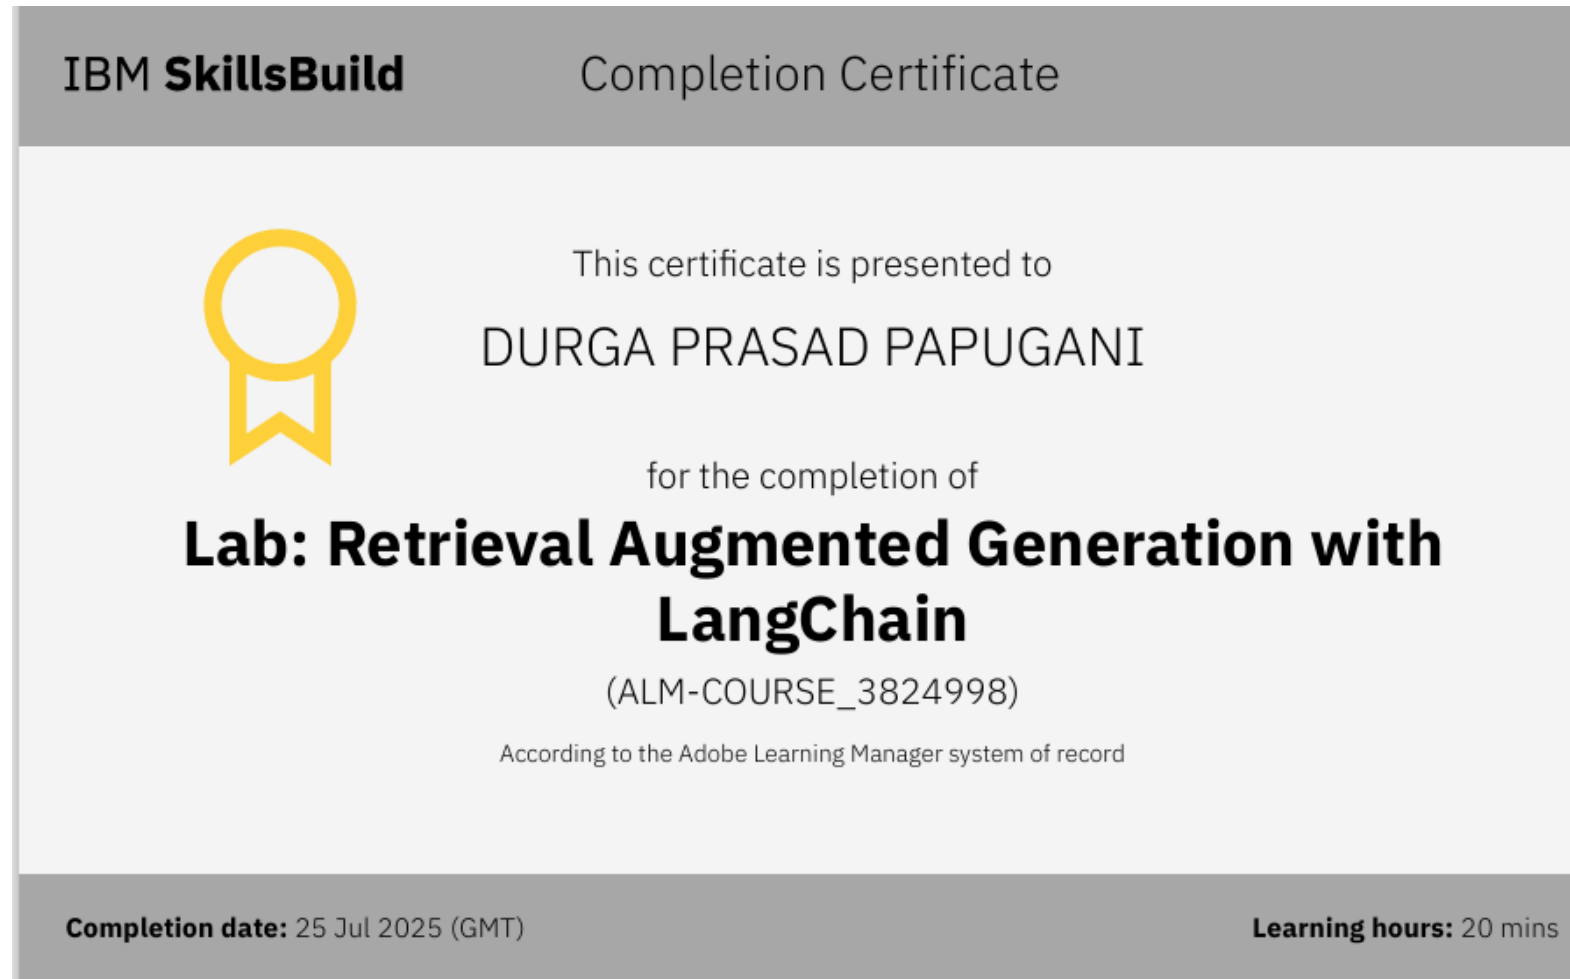 IBM SkillsBuild
Completion Certificate
This certificate is presented to
DURGA PRASAD PAPUGANI
for the completion of
Lab: Retrieval Augmented Generation with
LangChain
(ALM-COURSE_3824998)
According to the Adobe Learning Manager system of record
Completion date: 25 Jul 2025 (GMT)
Learning hours: 20 mins